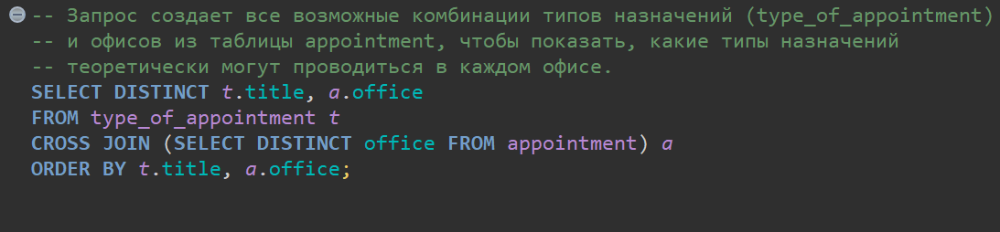 -- Запрос создает все возможные комбинации типов назначений (type_of_appointment)
-- и офисов из таблицы appointment, чтобы показать, какие типы назначений
-- теоретически могут проводиться в каждом офисе.
SELECT DISTINCT t.title, a.office
FROM type_of_appointment t
CROSS JOIN (SELECT DISTINCT office FROM appointment) a
ORDER BY t.title, a.office;